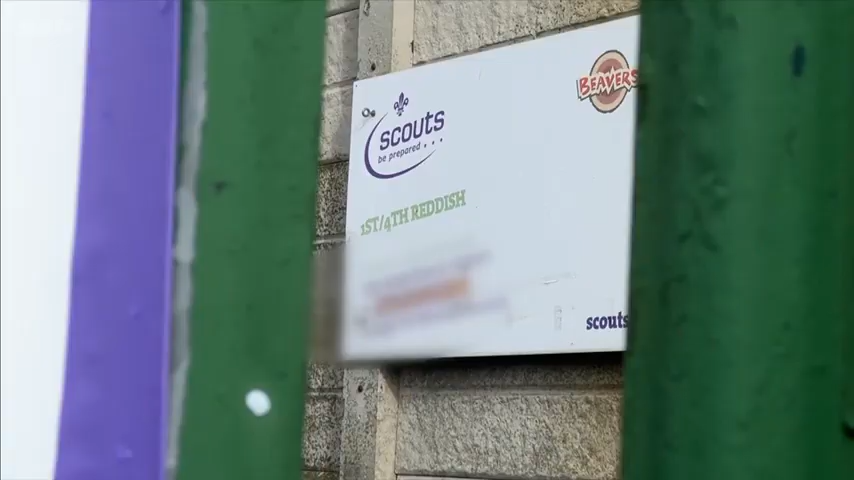 BEAVERS
scouts
be prepared...
1ST/4TH REDDISH
scouts